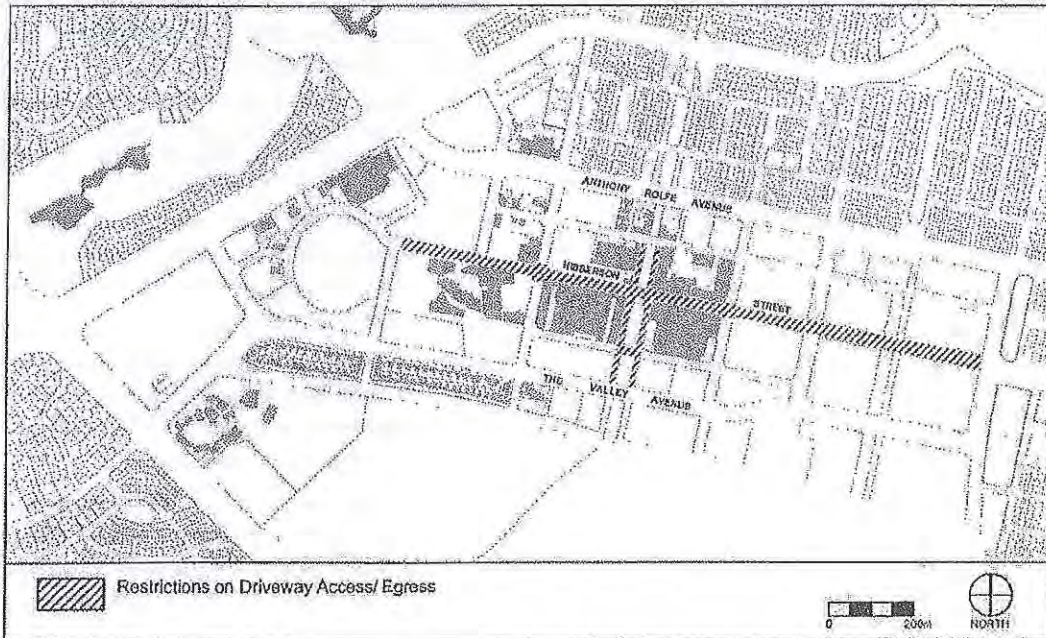 ANTHONY ROLFE AVENUE
HIBBERSON STREET
THE VALLEY AVENUE
Restrictions on Driveway Access/ Egress
0 200m
NORTH